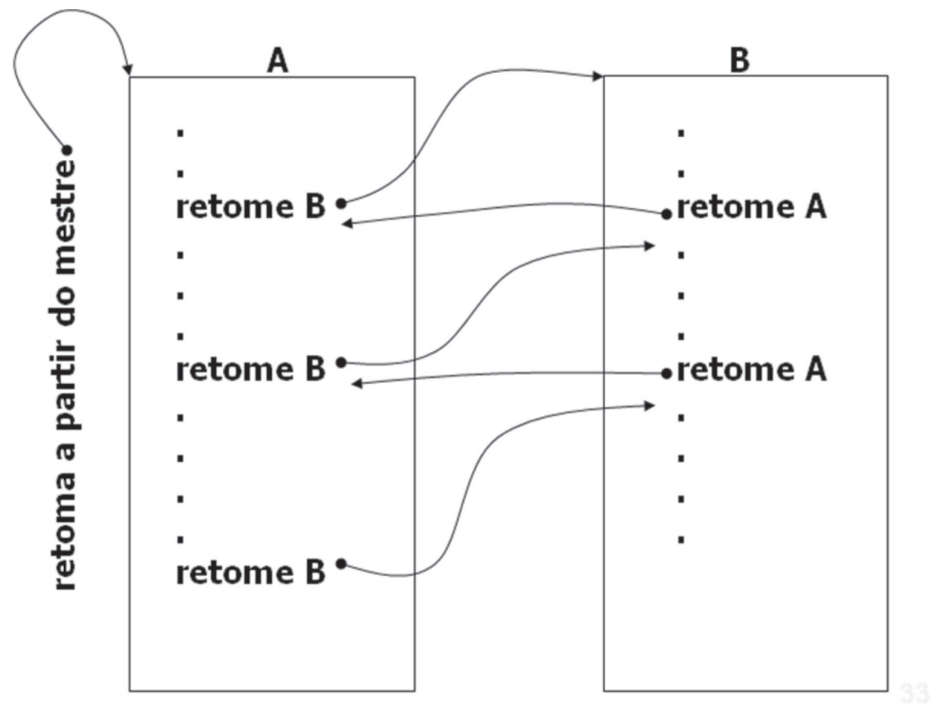 A
B
retoma a partir do mestre
.
.
retome B
.
.
.
retome B
.
.
.
.
retome B
.
.
retome A
.
.
.
retome A
.
.
.
.
33